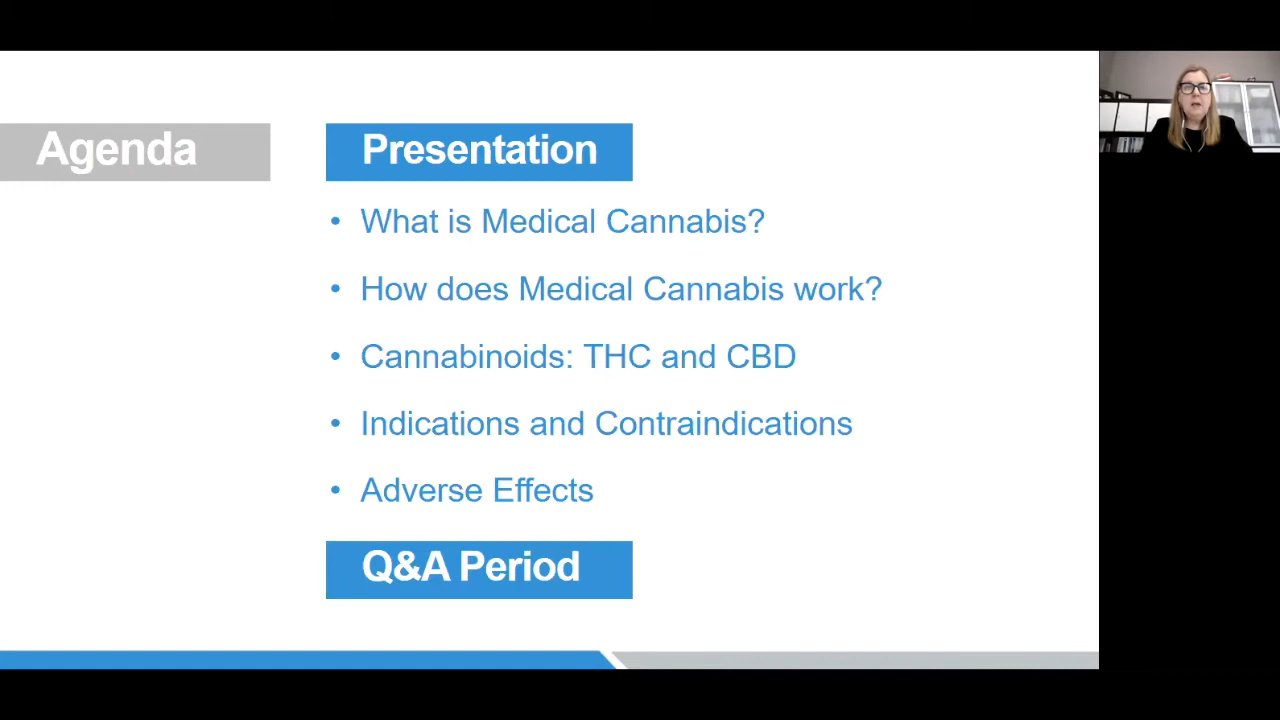 Agenda
Presentation
• What is Medical Cannabis?
• How does Medical Cannabis work?
• Cannabinoids: THC and CBD
• Indications and Contraindications
• Adverse Effects
Q&A Period